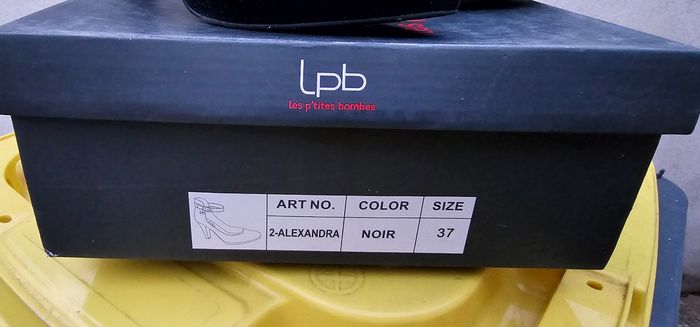 lpb
les p'tites bombes
ART NO. COLOR SIZE
2-ALEXANDRA NOIR 37